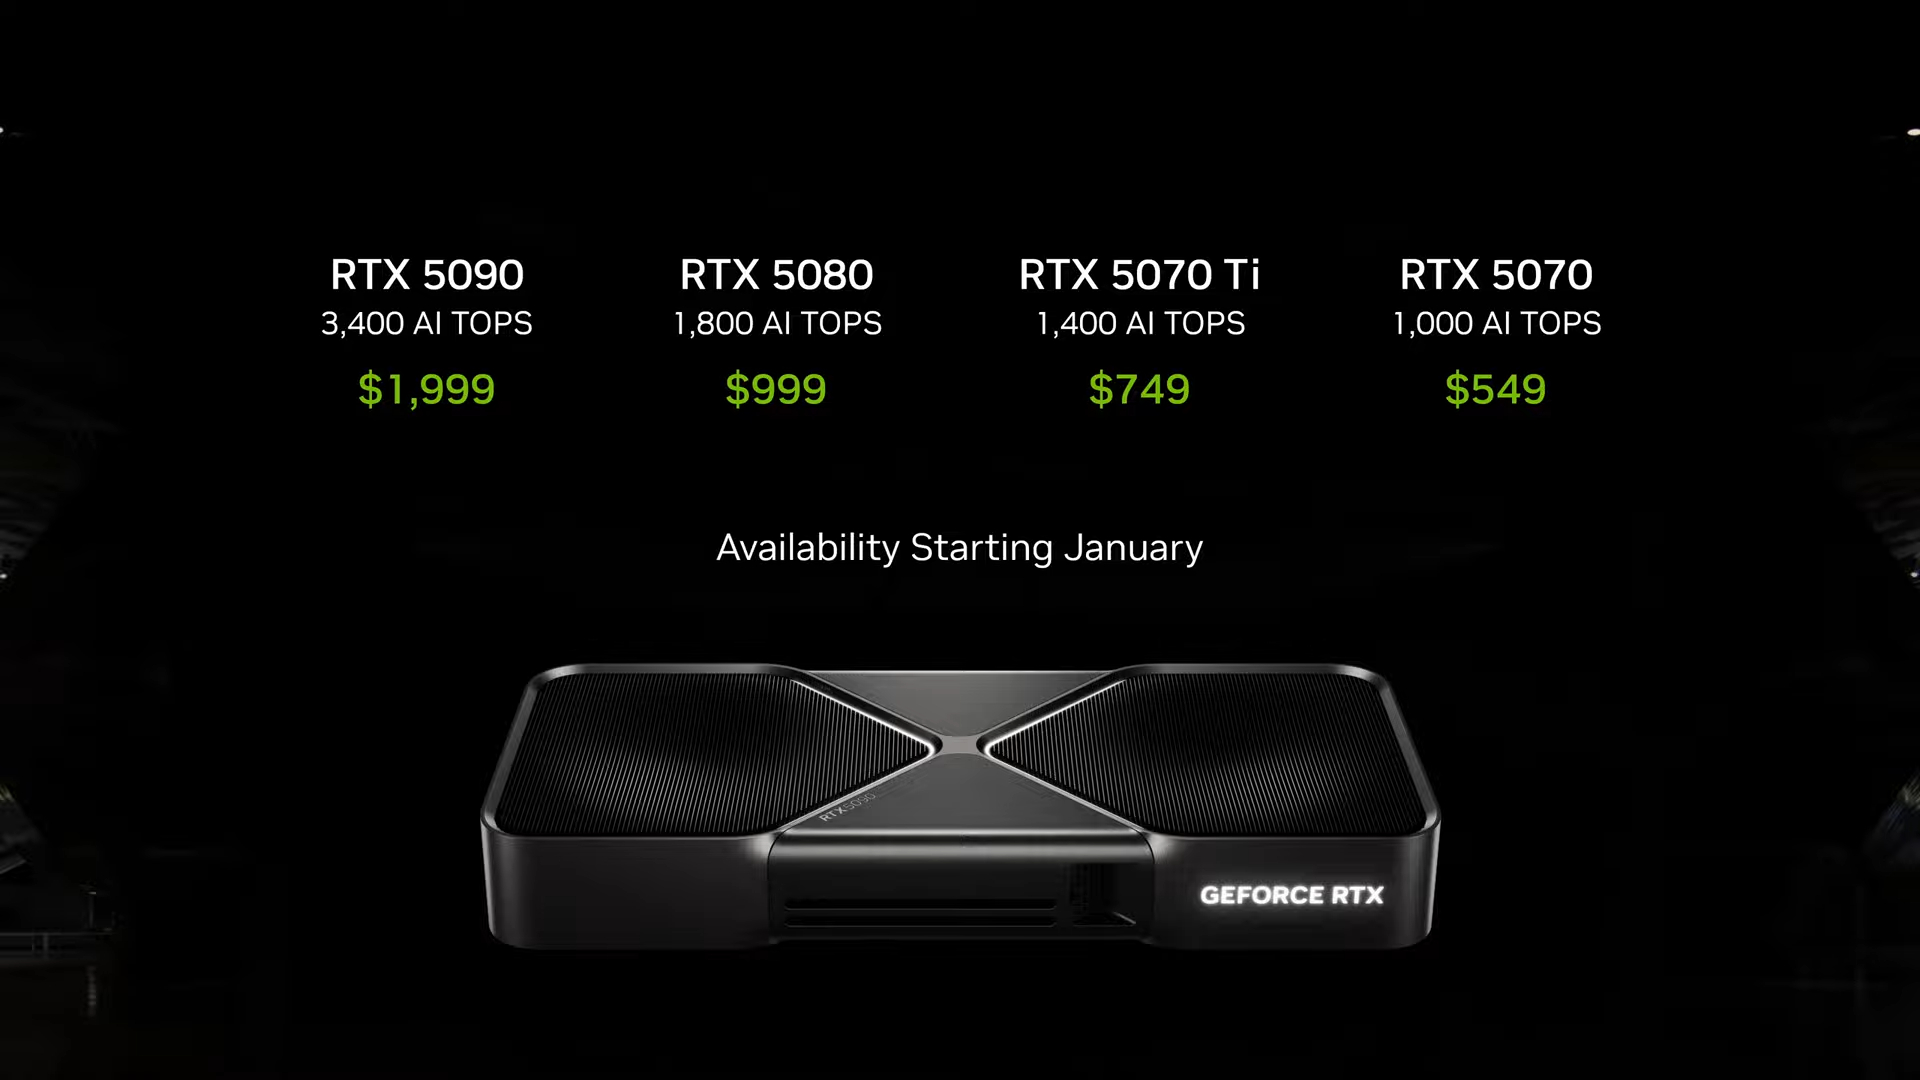 RTX 5090
3,400 AI TOPS
$1,999
RTX 5080
1,800 AI TOPS
$999
RTX 5070 Ti
1,400 AI TOPS
$749
RTX 5070
1,000 AI TOPS
$549
Availability Starting January
RTX 5090
GEFORCE RTX